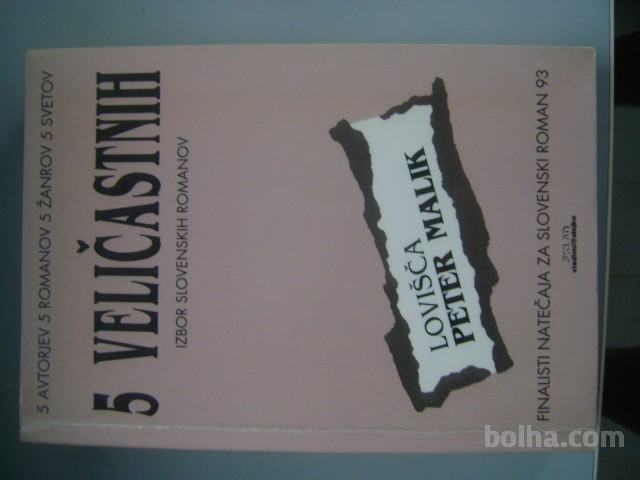 5 AVTORJEV 5 ROMANOV 5 ŽANROV 5 SVETOV
5 VELIČASTNIH
IZBOR SLOVENSKIH ROMANOV
LOVIŠČA
PETER MALIK
FINALISTI NATEČAJA ZA SLOVENSKI ROMAN 93
bolha.com